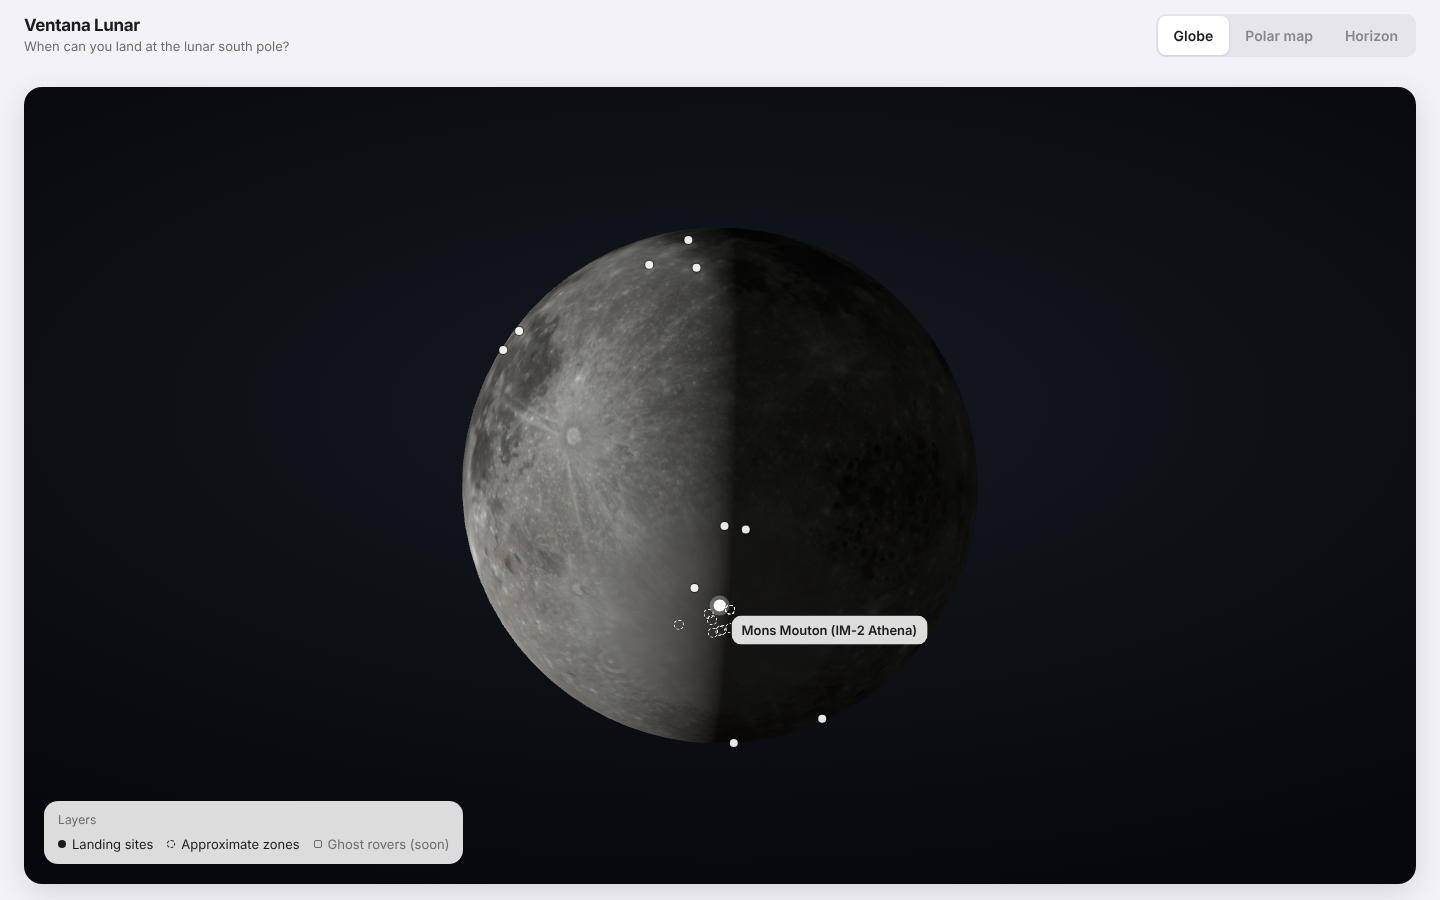 Ventana Lunar
When can you land at the lunar south pole?
Globe
Polar map
Horizon
Mons Mouton (IM-2 Athena)
Layers
Landing sites
Approximate zones
Ghost rovers (soon)